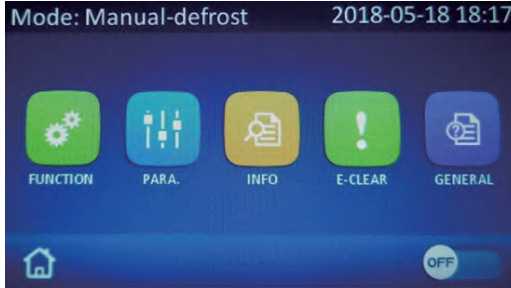 Mode: Manual-defrost 2018-05-18 18:17
FUNCTION PARA. INFO E-CLEAR GENERAL
OFF